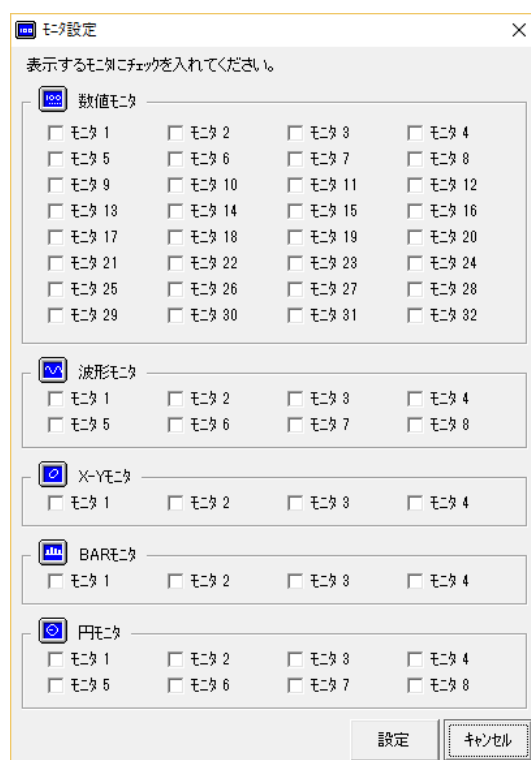 ﾓﾆﾀ設定
表示するﾓﾆﾀにﾁｪｯｸを入れてください。
数値ﾓﾆﾀ
ﾓﾆﾀ 1 ﾓﾆﾀ 2 ﾓﾆﾀ 3 ﾓﾆﾀ 4
ﾓﾆﾀ 5 ﾓﾆﾀ 6 ﾓﾆﾀ 7 ﾓﾆﾀ 8
ﾓﾆﾀ 9 ﾓﾆﾀ 10 ﾓﾆﾀ 11 ﾓﾆﾀ 12
ﾓﾆﾀ 13 ﾓﾆﾀ 14 ﾓﾆﾀ 15 ﾓﾆﾀ 16
ﾓﾆﾀ 17 ﾓﾆﾀ 18 ﾓﾆﾀ 19 ﾓﾆﾀ 20
ﾓﾆﾀ 21 ﾓﾆﾀ 22 ﾓﾆﾀ 23 ﾓﾆﾀ 24
ﾓﾆﾀ 25 ﾓﾆﾀ 26 ﾓﾆﾀ 27 ﾓﾆﾀ 28
ﾓﾆﾀ 29 ﾓﾆﾀ 30 ﾓﾆﾀ 31 ﾓﾆﾀ 32
波形ﾓﾆﾀ
ﾓﾆﾀ 1 ﾓﾆﾀ 2 ﾓﾆﾀ 3 ﾓﾆﾀ 4
ﾓﾆﾀ 5 ﾓﾆﾀ 6 ﾓﾆﾀ 7 ﾓﾆﾀ 8
X-Yﾓﾆﾀ
ﾓﾆﾀ 1 ﾓﾆﾀ 2 ﾓﾆﾀ 3 ﾓﾆﾀ 4
BARﾓﾆﾀ
ﾓﾆﾀ 1 ﾓﾆﾀ 2 ﾓﾆﾀ 3 ﾓﾆﾀ 4
円ﾓﾆﾀ
ﾓﾆﾀ 1 ﾓﾆﾀ 2 ﾓﾆﾀ 3 ﾓﾆﾀ 4
ﾓﾆﾀ 5 ﾓﾆﾀ 6 ﾓﾆﾀ 7 ﾓﾆﾀ 8
設定 ｷｬﾝｾﾙ